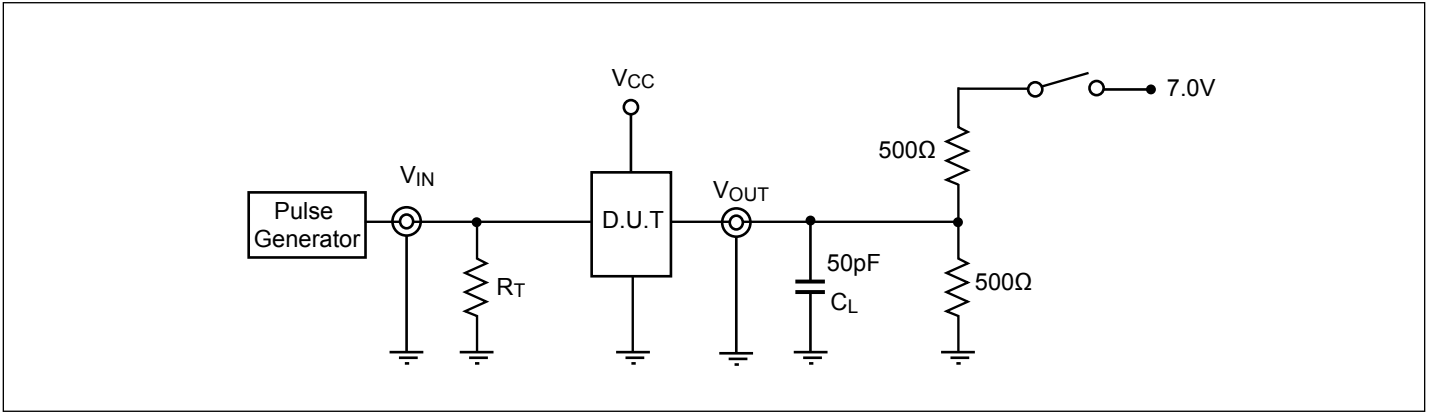 VCC
7.0V
500Ω
VIN
VOUT
Pulse
Generator
D.U.T
50pF
RT
CL
500Ω